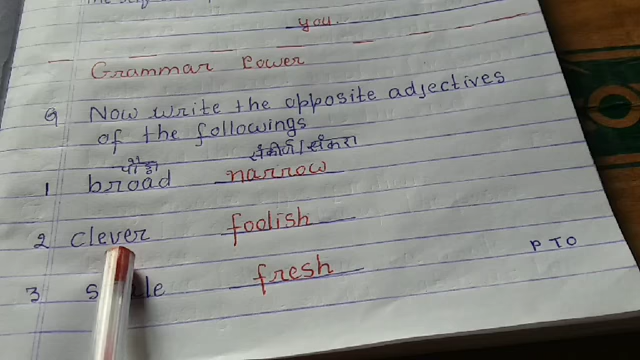 you.
Grammar Power
Q Now write the opposite adjectives
of the followings
चौड़ा संकीर्ण/संकरा
1 broad narrow
2 clever foolish
3 fresh
P TO